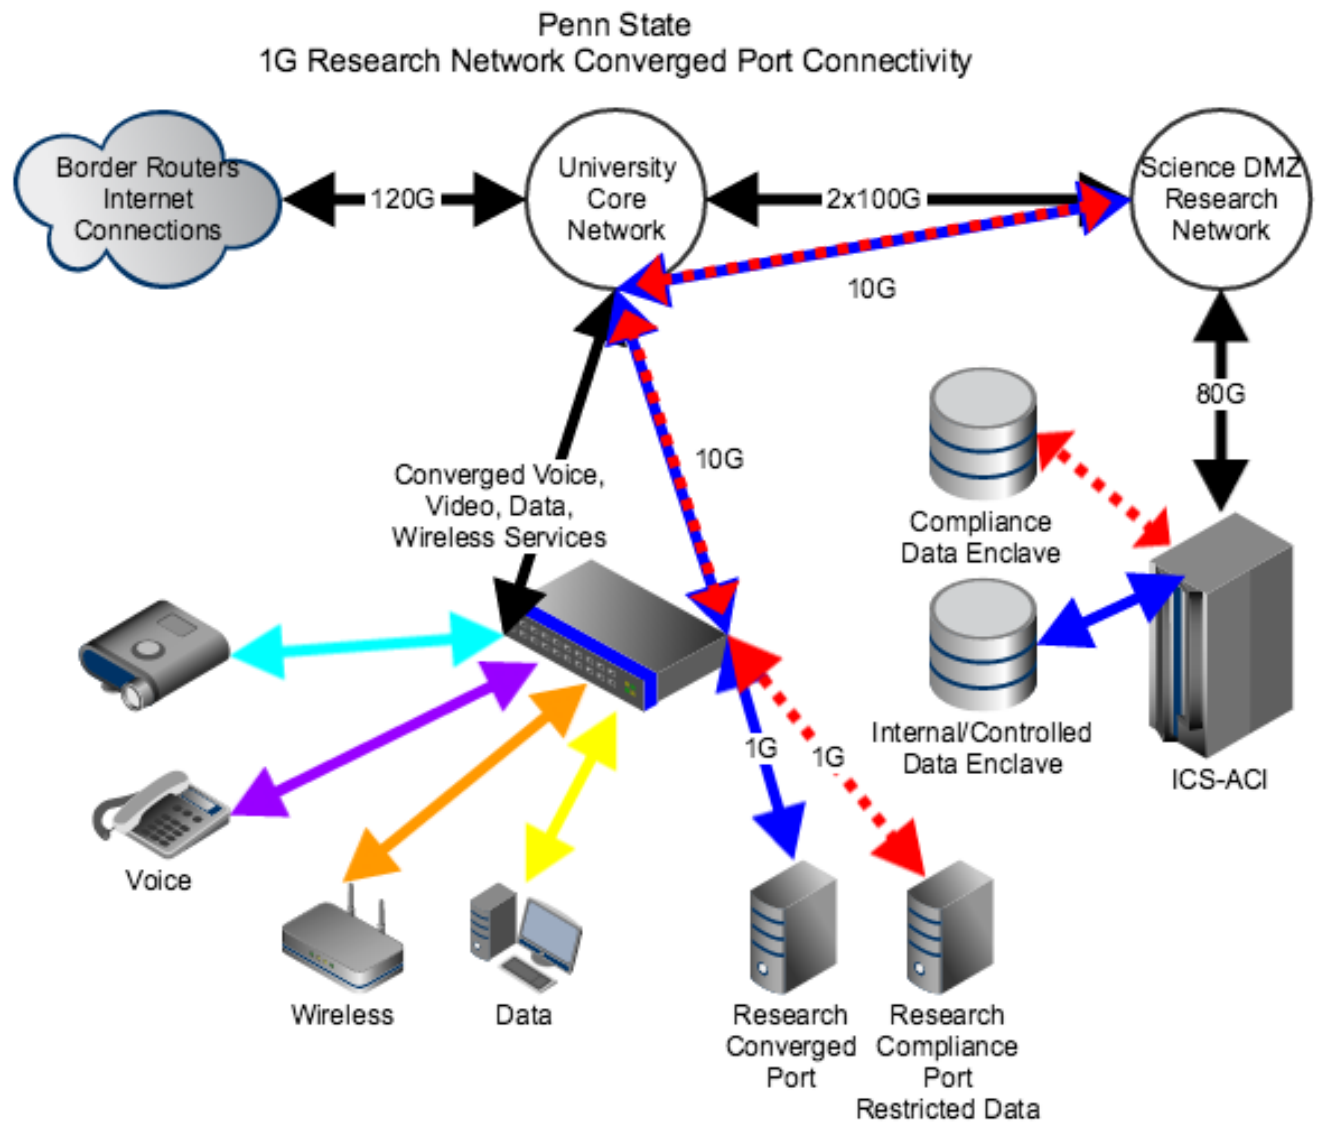 Penn State
1G Research Network Converged Port Connectivity
Border Routers
Internet
Connections
120G
University
Core
Network
2x100G
Science DMZ
Research
Network
10G
80G
10G
Converged Voice,
Video, Data,
Wireless Services
Compliance
Data Enclave
Internal/Controlled
Data Enclave
ICS-ACI
1G
1G
Voice
Wireless
Data
Research
Converged
Port
Research
Compliance
Port
Restricted Data